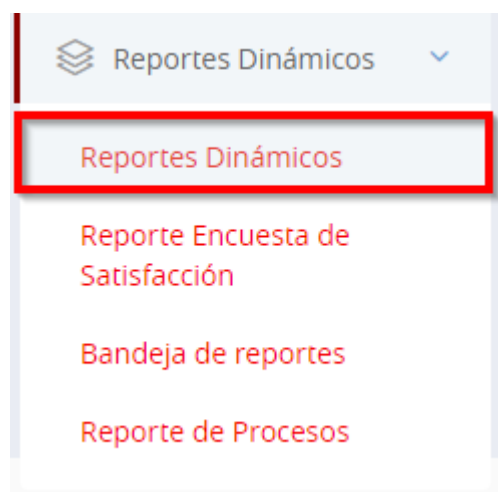 Reportes Dinámicos
Reportes Dinámicos
Reporte Encuesta de
Satisfacción
Bandeja de reportes
Reporte de Procesos